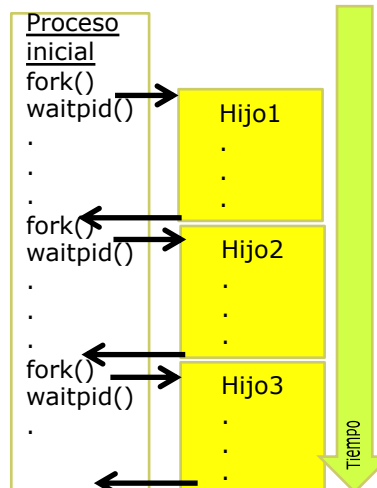 Proceso
inicial
fork()
waitpid()
.
.
.
fork()
waitpid()
.
.
.
fork()
waitpid()
.
Hijo1
.
.
.
Hijo2
.
.
.
Hijo3
.
.
.
Tiempo